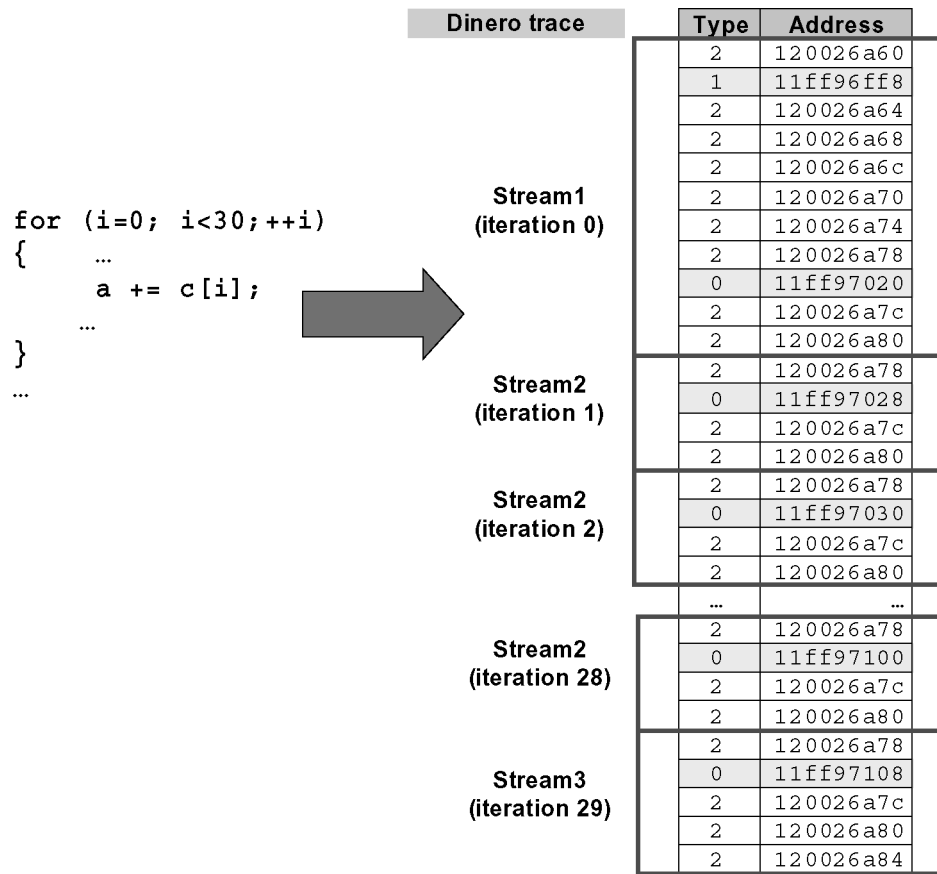 Dinero trace
Type Address
2 120026a60
1 11ff96ff8
2 120026a64
2 120026a68
2 120026a6c
2 120026a70
2 120026a74
2 120026a78
0 11ff97020
2 120026a7c
2 120026a80
2 120026a78
0 11ff97028
2 120026a7c
2 120026a80
2 120026a78
0 11ff97030
2 120026a7c
2 120026a80
… …
2 120026a78
0 11ff97100
2 120026a7c
2 120026a80
2 120026a78
0 11ff97108
2 120026a7c
2 120026a80
2 120026a84
Stream1
(iteration 0)
Stream2
(iteration 1)
Stream2
(iteration 2)
Stream2
(iteration 28)
Stream3
(iteration 29)
for (i=0; i<30;++i)
{ …
a += c[i];
…
}
…